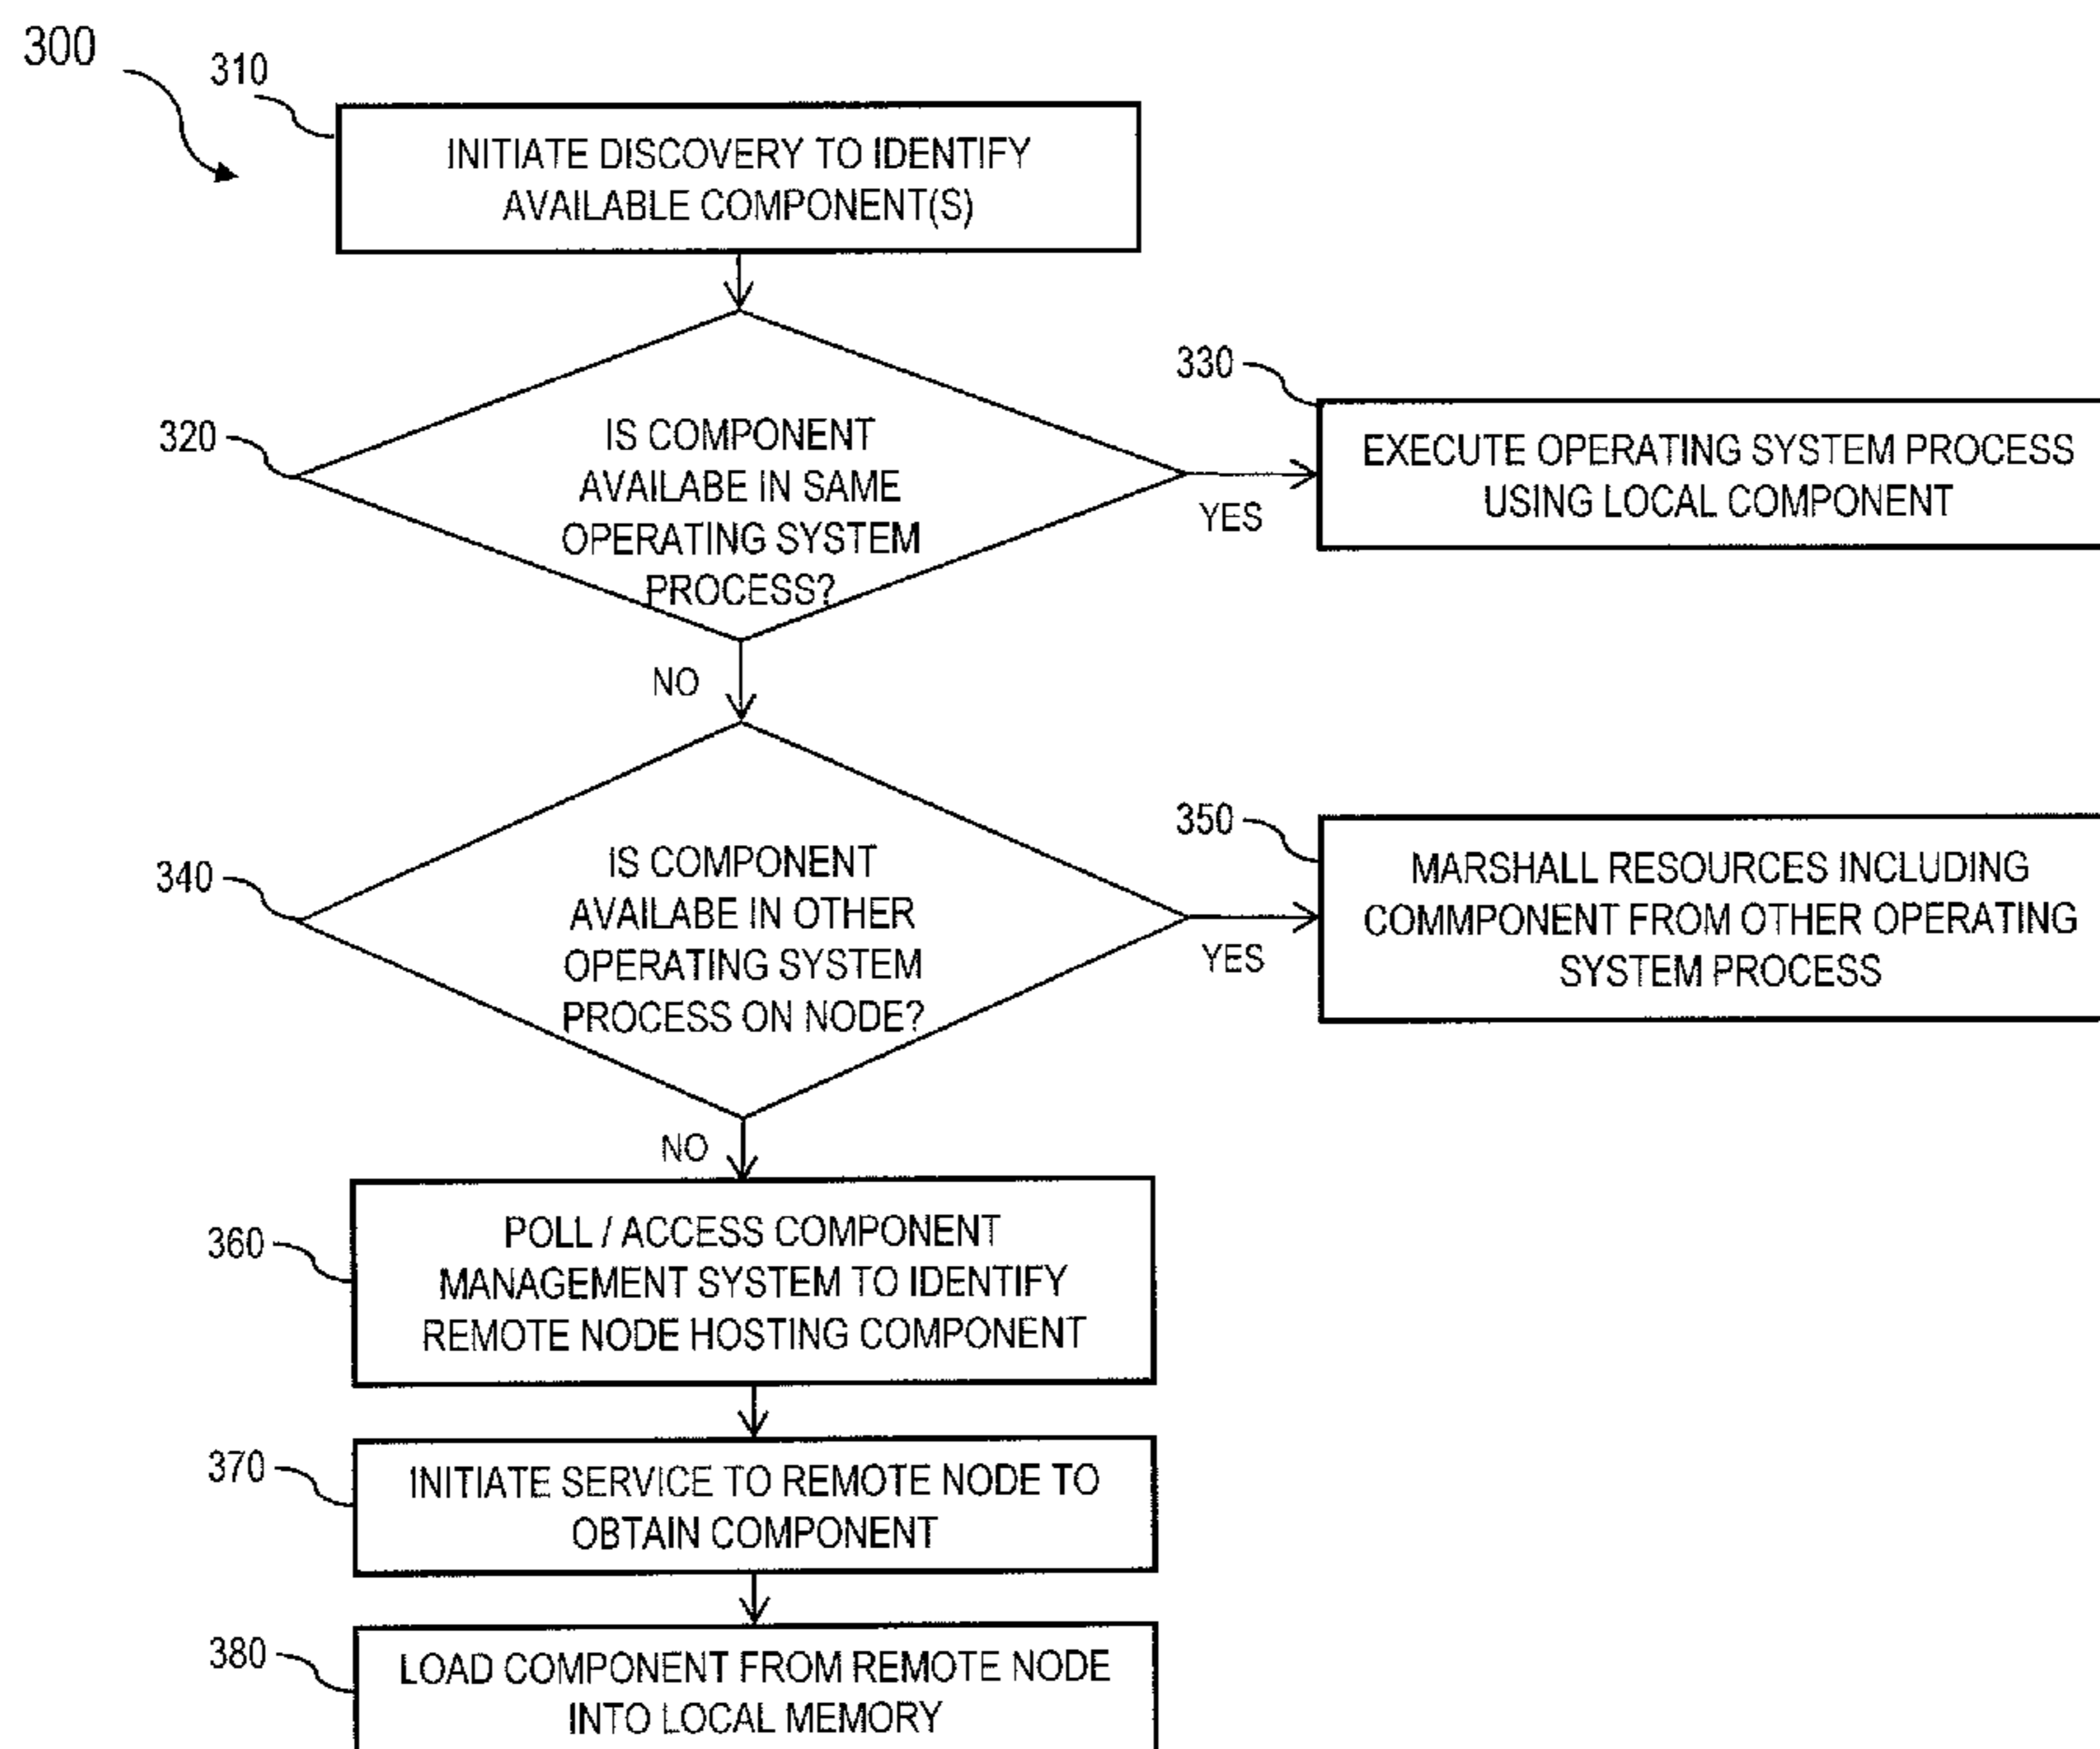 300
310
INITIATE DISCOVERY TO IDENTIFY
AVAILABLE COMPONENT(S)
320
IS COMPONENT
AVAILABE IN SAME
OPERATING SYSTEM
PROCESS?
YES
330
EXECUTE OPERATING SYSTEM PROCESS
USING LOCAL COMPONENT
NO
340
IS COMPONENT
AVAILABE IN OTHER
OPERATING SYSTEM
PROCESS ON NODE?
YES
350
MARSHALL RESOURCES INCLUDING
COMMPONENT FROM OTHER OPERATING
SYSTEM PROCESS
NO
360
POLL / ACCESS COMPONENT
MANAGEMENT SYSTEM TO IDENTIFY
REMOTE NODE HOSTING COMPONENT
370
INITIATE SERVICE TO REMOTE NODE TO
OBTAIN COMPONENT
380
LOAD COMPONENT FROM REMOTE NODE
INTO LOCAL MEMORY